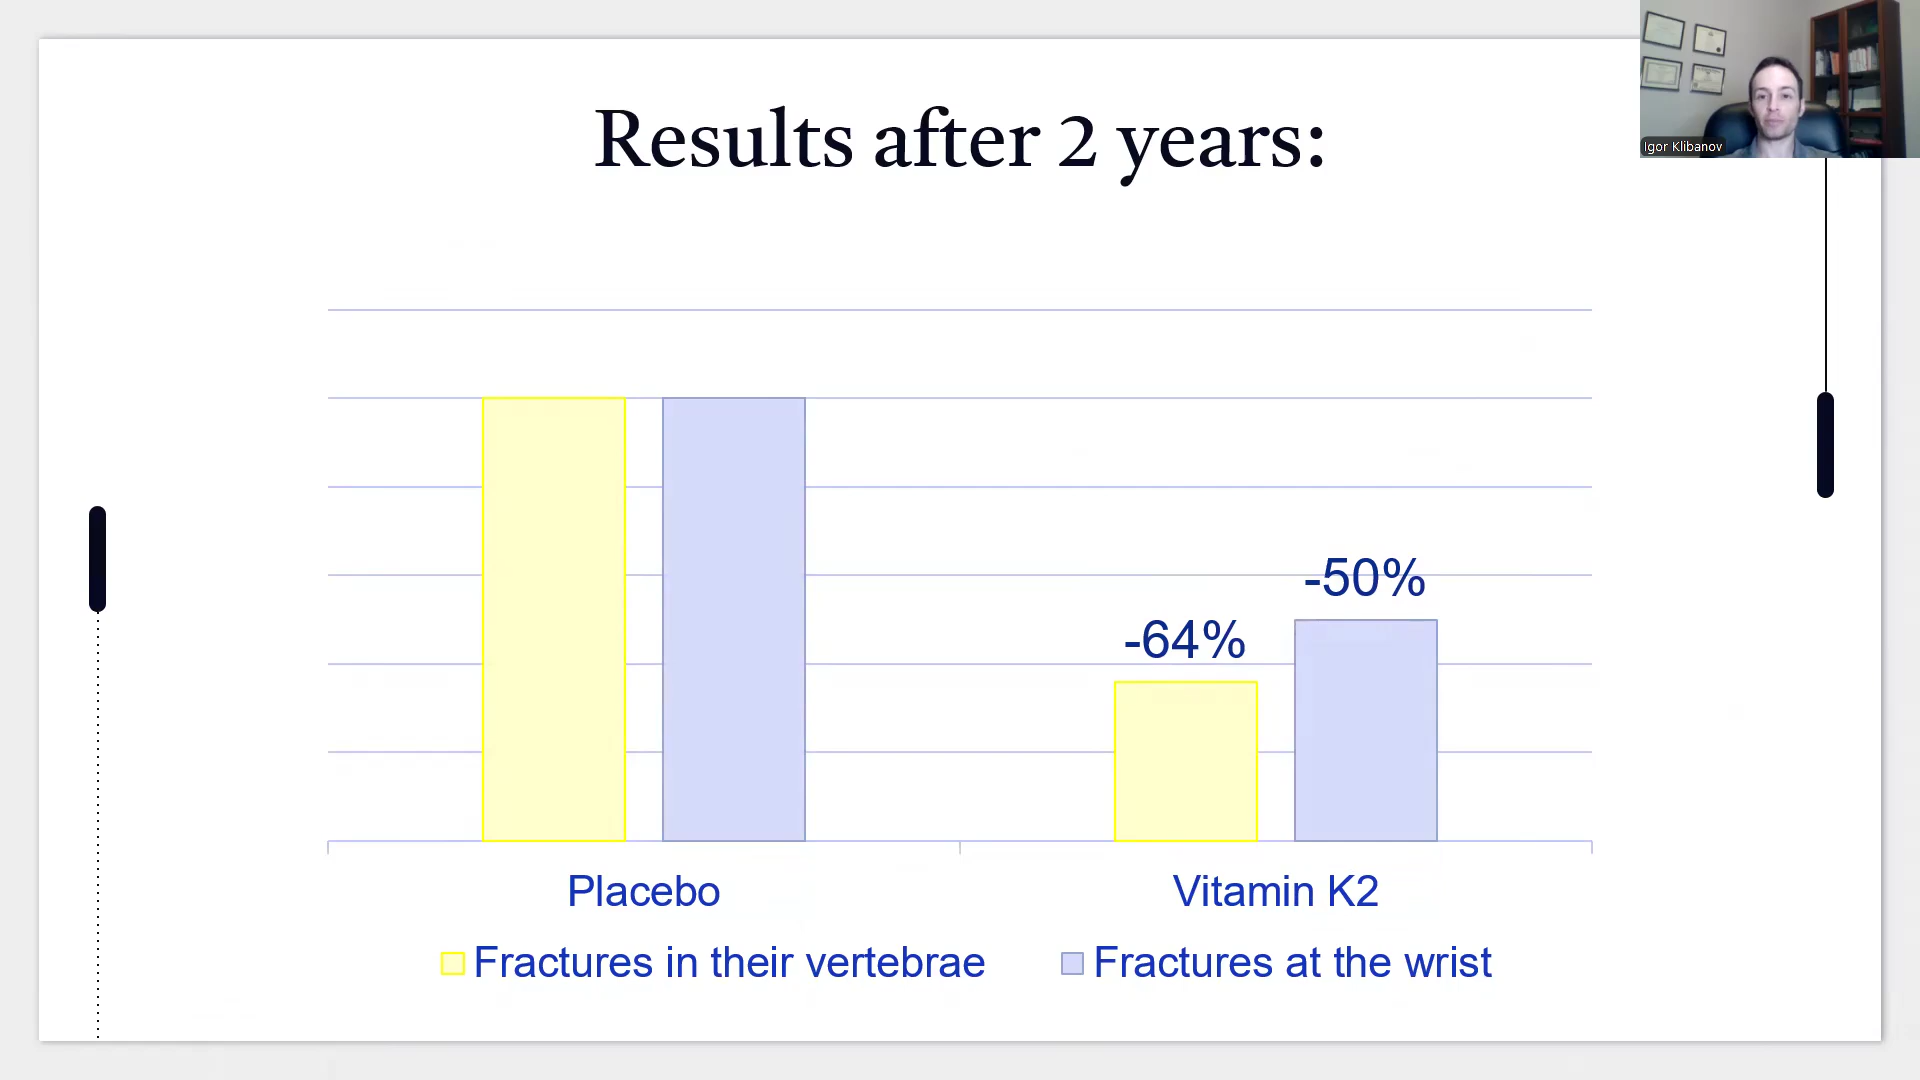 Igor Klibanov
Results after 2 years:
-50%
-64%
Placebo
Vitamin K2
Fractures in their vertebrae
Fractures at the wrist